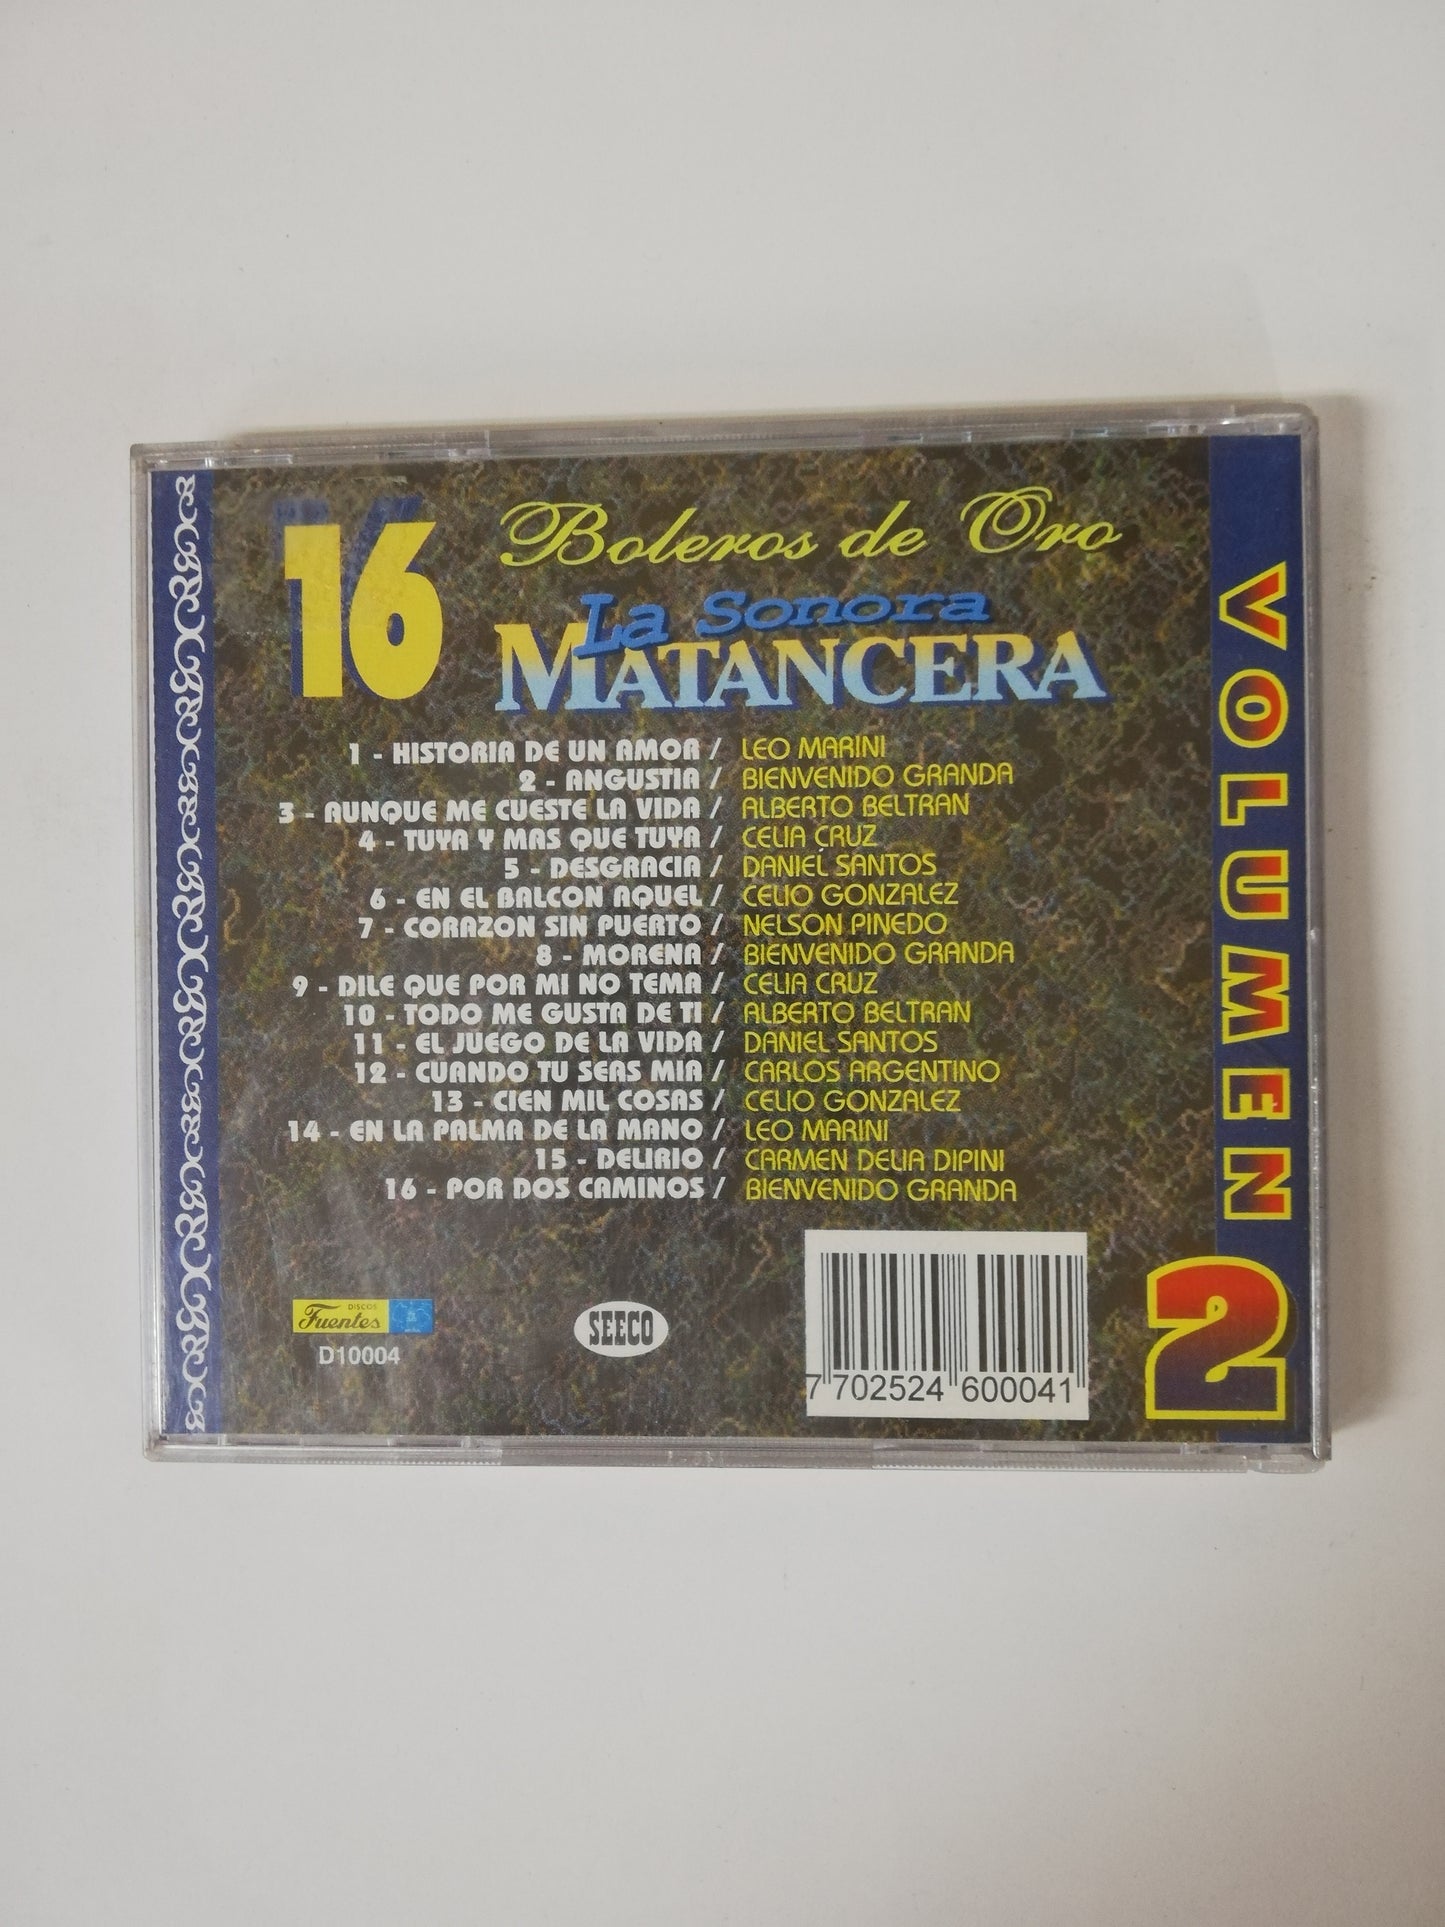 16
Boleros de Oro
La Sonora
MATANCERA
1 - HISTORIA DE UN AMOR / LEO MARINI
2 - ANGUSTIA / BIENVENIDO GRANDA
3 - AUNQUE ME CUESTE LA VIDA / ALBERTO BELTRAN
4 - TUYA Y MAS QUE TUYA / CELIA CRUZ
5 - DESGRACIA / DANIEL SANTOS
6 - EN EL BALCON AQUEL / CELIO GONZALEZ
7 - CORAZON SIN PUERTO / NELSON PINEDO
8 - MORENA / BIENVENIDO GRANDA
9 - DILE QUE POR MI NO TEMA / CELIA CRUZ
10 - TODO ME GUSTA DE TI / ALBERTO BELTRAN
11 - EL JUEGO DE LA VIDA / DANIEL SANTOS
12 - CUANDO TU SEAS MIA / CARLOS ARGENTINO
13 - CIEN MIL COSAS / CELIO GONZALEZ
14 - EN LA PALMA DE LA MANO / LEO MARINI
15 - DELIRIO / CARMEN DELIA DIPINI
16 - POR DOS CAMINOS / BIENVENIDO GRANDA
DISCOS
Fuentes
D10004
SEECO
7 702524 600041
VOLUMEN
2